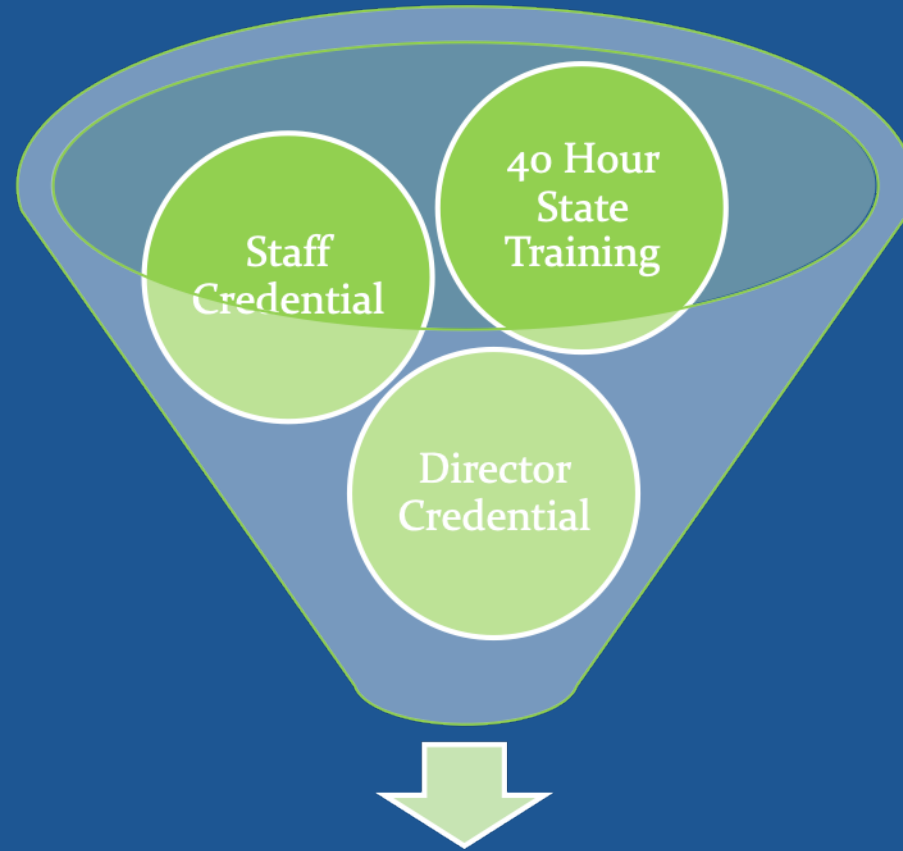 40 Hour
State
Training
Staff
Credential
Director
Credential